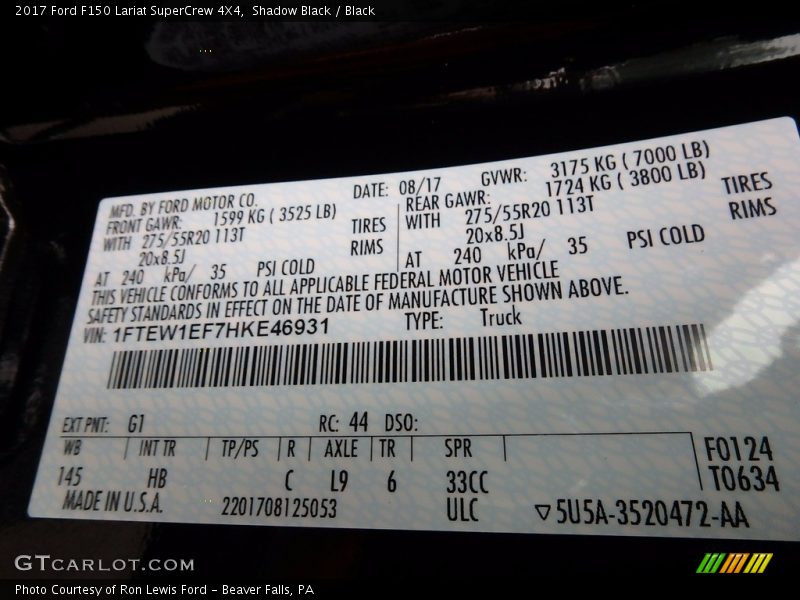 2017 Ford F150 Lariat SuperCrew 4X4,  Shadow Black / Black
MFD. BY FORD MOTOR CO. DATE: 08/17 GVWR: 3175 KG ( 7000 LB)
FRONT GAWR: 1599 KG ( 3525 LB) REAR GAWR: 1724 KG ( 3800 LB)
WITH 275/55R20 113T TIRES WITH 275/55R20 113T TIRES
20x8.5J RIMS 20x8.5J RIMS
AT 240 kPa/ 35 PSI COLD AT 240 kPa/ 35 PSI COLD
THIS VEHICLE CONFORMS TO ALL APPLICABLE FEDERAL MOTOR VEHICLE
SAFETY STANDARDS IN EFFECT ON THE DATE OF MANUFACTURE SHOWN ABOVE.
VIN: 1FTEW1EF7HKE46931 TYPE: Truck
EXT PNT: G1 RC: 44 DSO:
WB INT TR TP/PS R AXLE TR SPR F0124
145 HB C L9 6 33CC T0634
MADE IN U.S.A. 2201708125053 ULC ▽5U5A-3520472-AA
GTCARLOT.COM
Photo Courtesy of Ron Lewis Ford - Beaver Falls, PA